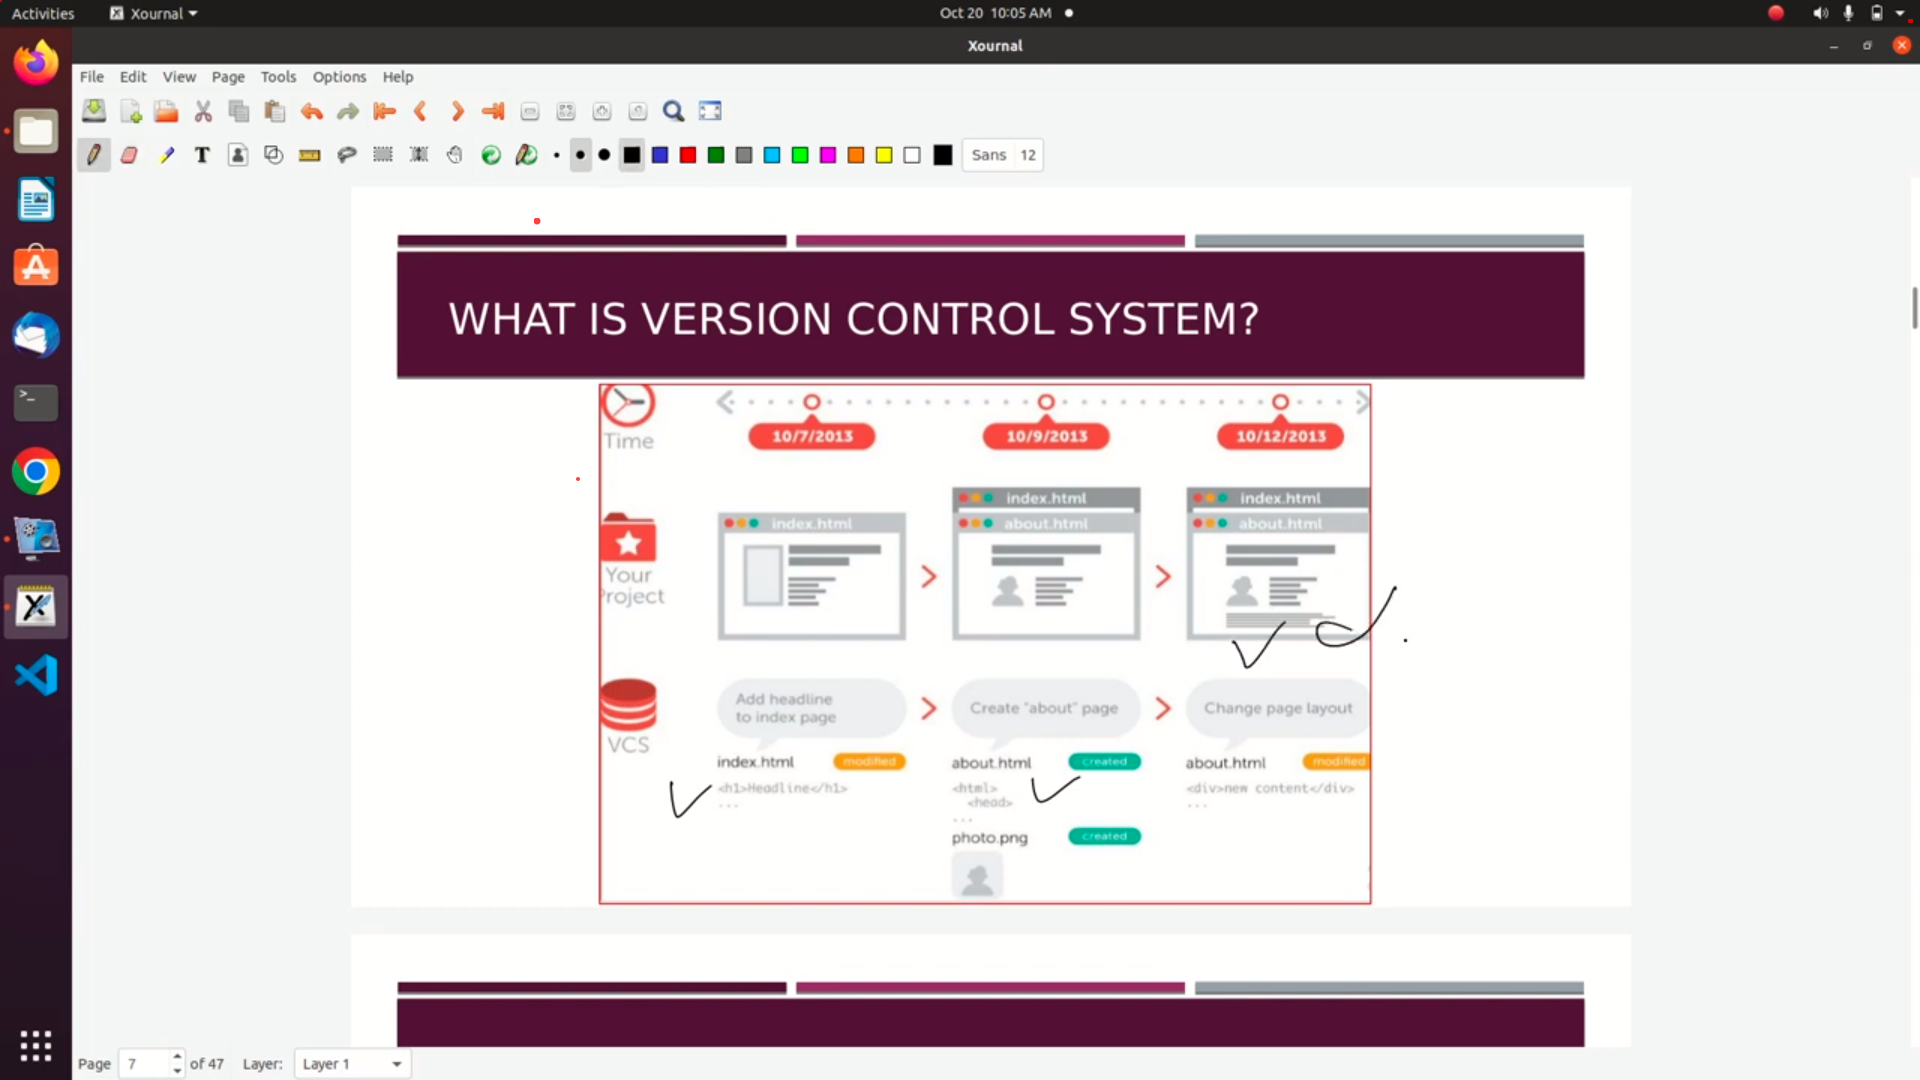 Activities
Xournal
Oct 20 10:05 AM
Xournal
File Edit View Page Tools Options Help
T
Sans 12
WHAT IS VERSION CONTROL SYSTEM?
Time
10/7/2013
10/9/2013
10/12/2013
Your
Project
index.html
index.html
about.html
index.html
about.html
VCS
Add headline
to index page
Create "about" page
Change page layout
index.html modified
<h1>Headline</h1>
...
about.html created
<html>
<head>
...
photo.png created
about.html modified
<div>new content</div>
...
Page 7 of 47 Layer: Layer 1